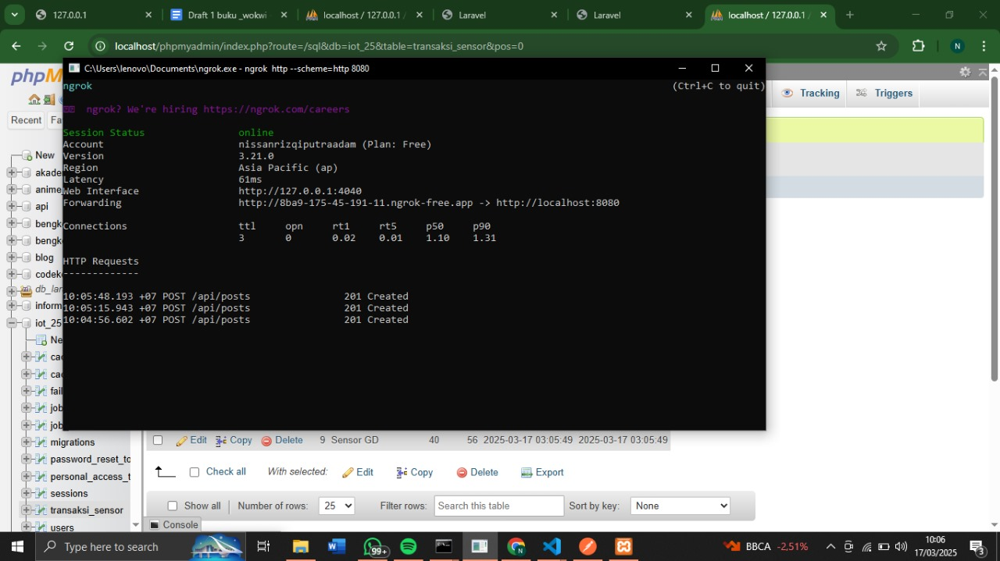 127.0.0.1
Draft 1 buku _wokwi -
localhost / 127.0.0.1 /
Laravel
Laravel
localhost / 127.0.0.1 /
localhost/phpmyadmin/index.php?route=/sql&db=iot_25&table=transaksi_sensor&pos=0
N
C:\Users\lenovo\Documents\ngrok.exe - ngrok http --scheme=http 8080
ngrok (Ctrl+C to quit)
ngrok? We're hiring https://ngrok.com/careers
Session Status online
Account nissanrizqiputraadam (Plan: Free)
Version 3.21.0
Region Asia Pacific (ap)
Latency 61ms
Web Interface http://127.0.0.1:4040
Forwarding http://8ba9-175-45-191-11.ngrok-free.app -> http://localhost:8080
Connections ttl opn rt1 rt5 p50 p90
3 0 0.02 0.01 1.10 1.31
HTTP Requests
-------------
10:05:48.193 +07 POST /api/posts 201 Created
10:05:15.943 +07 POST /api/posts 201 Created
10:04:56.602 +07 POST /api/posts 201 Created
phpM
Recent Fa
New
akade
anime
api
bengk
bengk
blog
codek
db_lar
inform
iot_25
Ne
cac
cac
fail
job
job
migrations
password_reset_to
personal_access_t
sessions
transaksi_sensor
users
Tracking
Triggers
Edit Copy Delete 9 Sensor GD 40 56 2025-03-17 03:05:49 2025-03-17 03:05:49
Check all With selected: Edit Copy Delete Export
Show all Number of rows: 25 Filter rows: Search this table Sort by key: None
Console
Type here to search
99+
N
BBCA -2,51%
10:06
17/03/2025
3